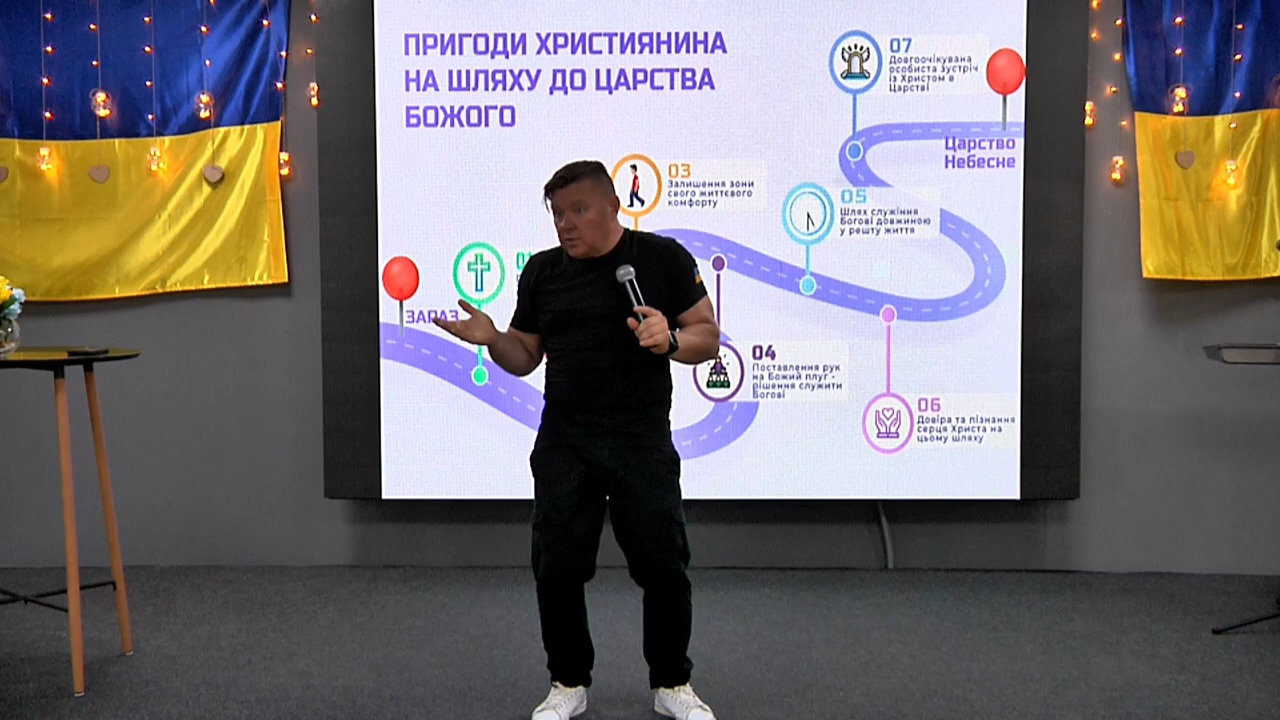 ПРИГОДИ ХРИСТИЯНИНА
НА ШЛЯХУ ДО ЦАРСТВА
БОЖОГО
07
Довгоочікувана
особиста зустріч
із Христом в
Царстві
Царство
Небесне
03
Залишення зони
свого життєвого
комфорту
05
Шлях служіння
Богові довжиною
у решту життя
01
ЗАРАЗ
04
Поставлення рук
на Божий плуг -
рішення служити
Богові
06
Довіра та пізнання
серця Христа на
цьому шляху